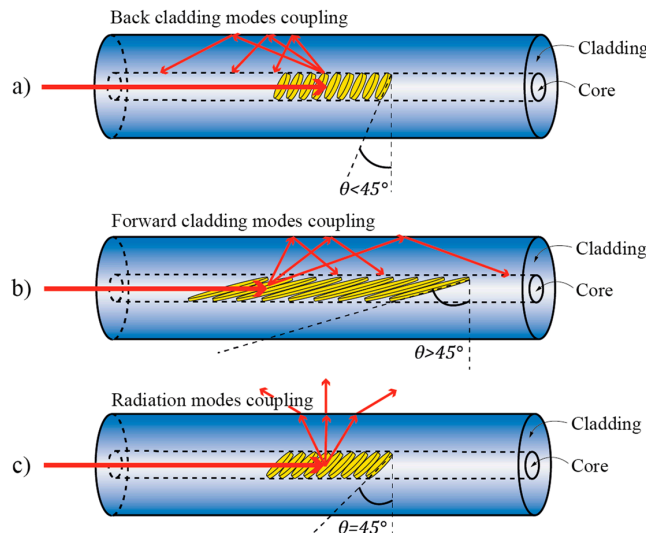 Back cladding modes coupling
Cladding
a)
Core
θ<45°
Forward cladding modes coupling
Cladding
b)
Core
θ>45°
Radiation modes coupling
Cladding
c)
Core
θ=45°